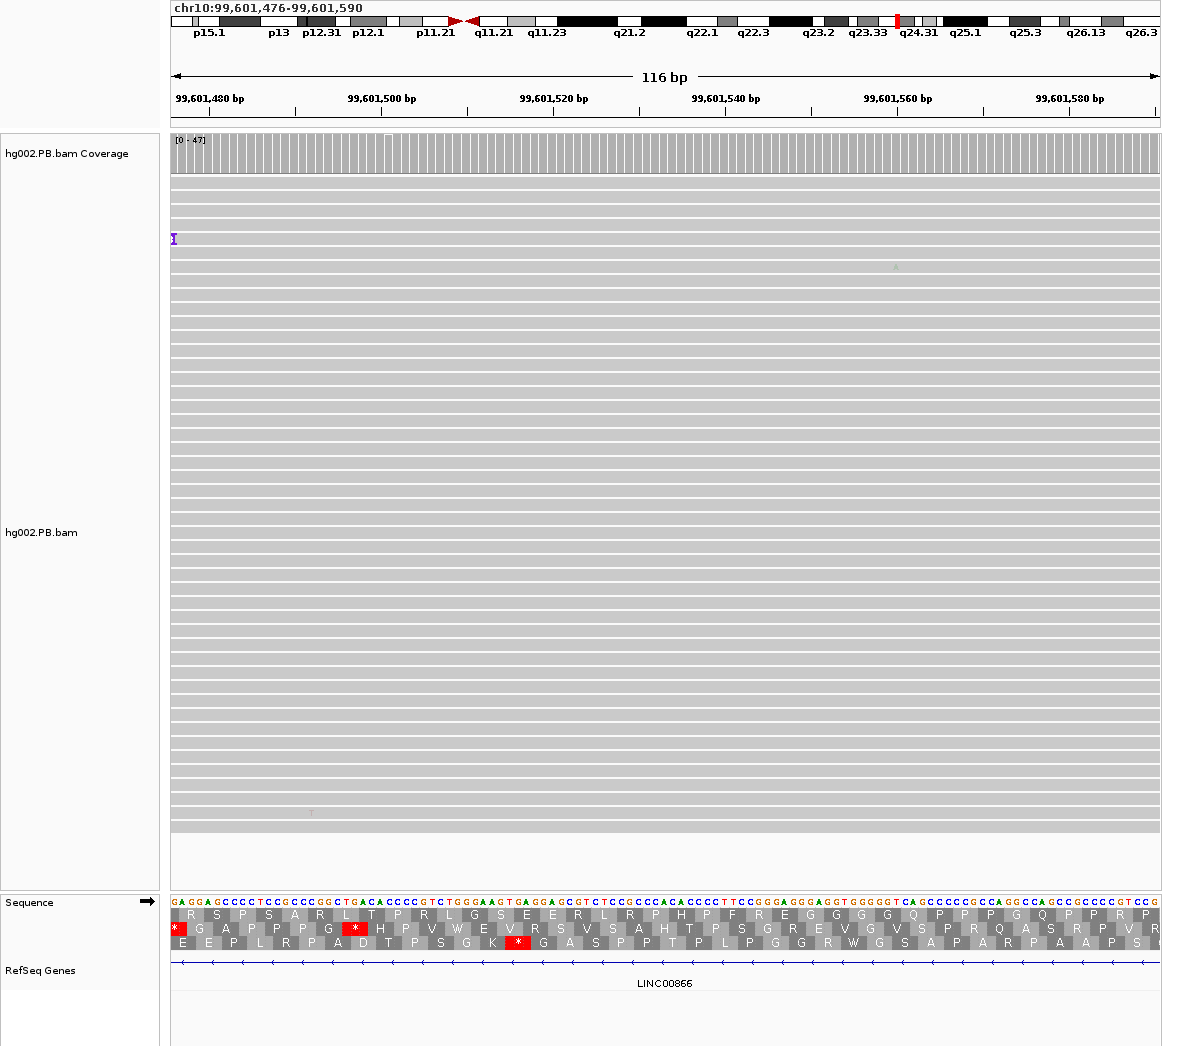 chr10:99,601,476-99,601,590
p15.1 p13 p12.31 p12.1 p11.21 q11.21 q11.23 q21.2 q22.1 q22.3 q23.2 q23.33 q24.31 q25.1 q25.3 q26.13 q26.3
116 bp
99,601,480 bp 99,601,500 bp 99,601,520 bp 99,601,540 bp 99,601,560 bp 99,601,580 bp
[0 - 47]
hg002.PB.bam Coverage
A
hg002.PB.bam
T
Sequence GAGGAGCCCCTCCGCCCGGCTGACACCCCGTCTGGGAAGTGAGGAGCGTCTCCGCCCACACCCCTTCCGGGAGGGAGGTGGGGGTCAGCCCCCGCCAGGCCAGCCGCCCCGTCCG
R S P S A R L T P R L G S E E R L R P H P F R E G G G G Q P P P G Q P P R P
* G A P P P G * H P V W E V R S V S A H T P S G R E V G V S P R Q A S R P V R
E E P L R P A D T P S G K * G A S P P T P L P G G R W G S A P A R P A A P S
RefSeq Genes
LINC00866